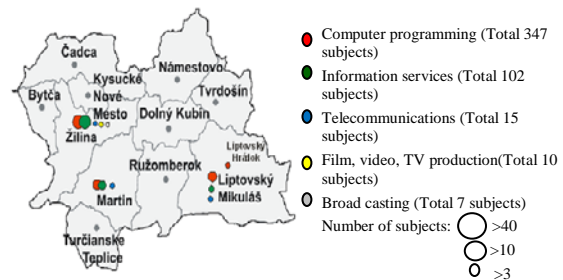 Čadca
Námestovo
Kysucké
Nové
Mesto
Bytča
Tvrdošín
Dolný Kubín
Žilina
Liptovský
Hrádok
Ružomberok
Liptovský
Mikuláš
Martin
Turčianske
Teplice
Computer programming (Total 347
subjects)
Information services (Total 102
subjects)
Telecommunications (Total 15
subjects)
Film, video, TV production(Total 10
subjects)
Broad casting (Total 7 subjects)
Number of subjects: >40
>10
>3